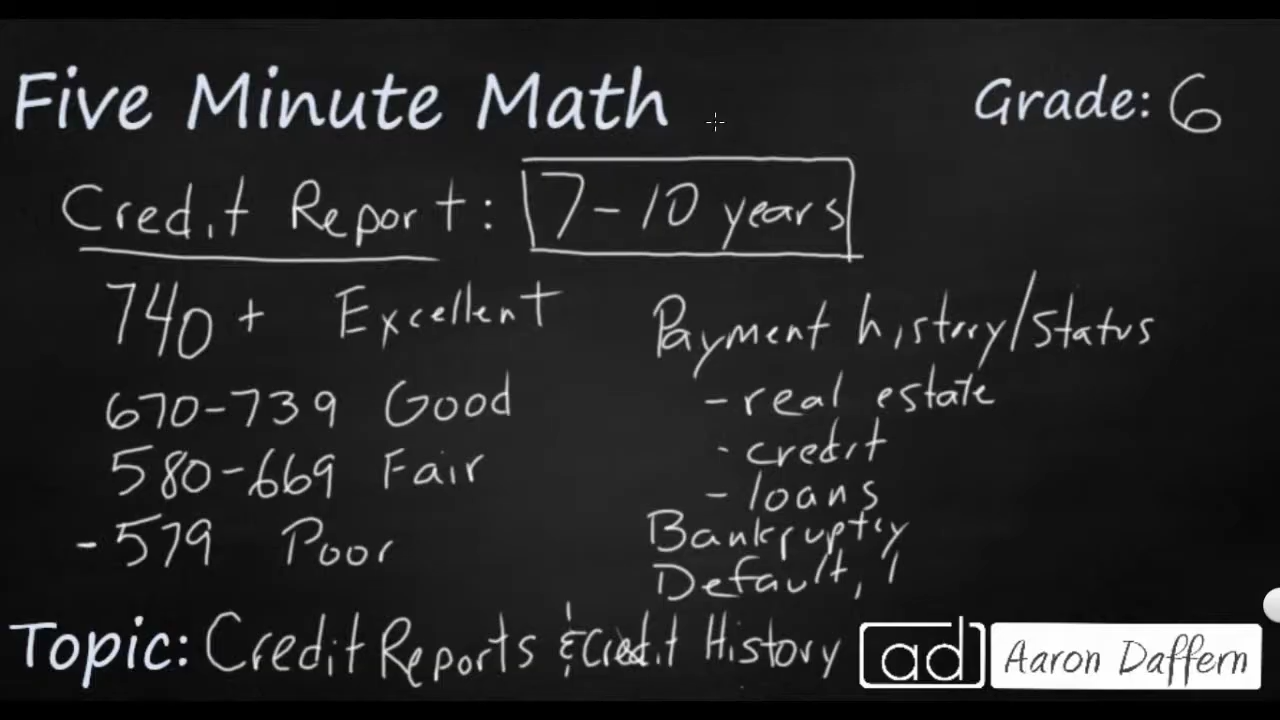 Five Minute Math
Grade: 6
Credit Report: 7-10 years
740+ Excellent
670-739 Good
580-669 Fair
-579 Poor
Payment history/status
- real estate
- credit
- loans
Bankruptcy
Default,
Topic: Credit Reports & Credit History
ad Aaron Daffern